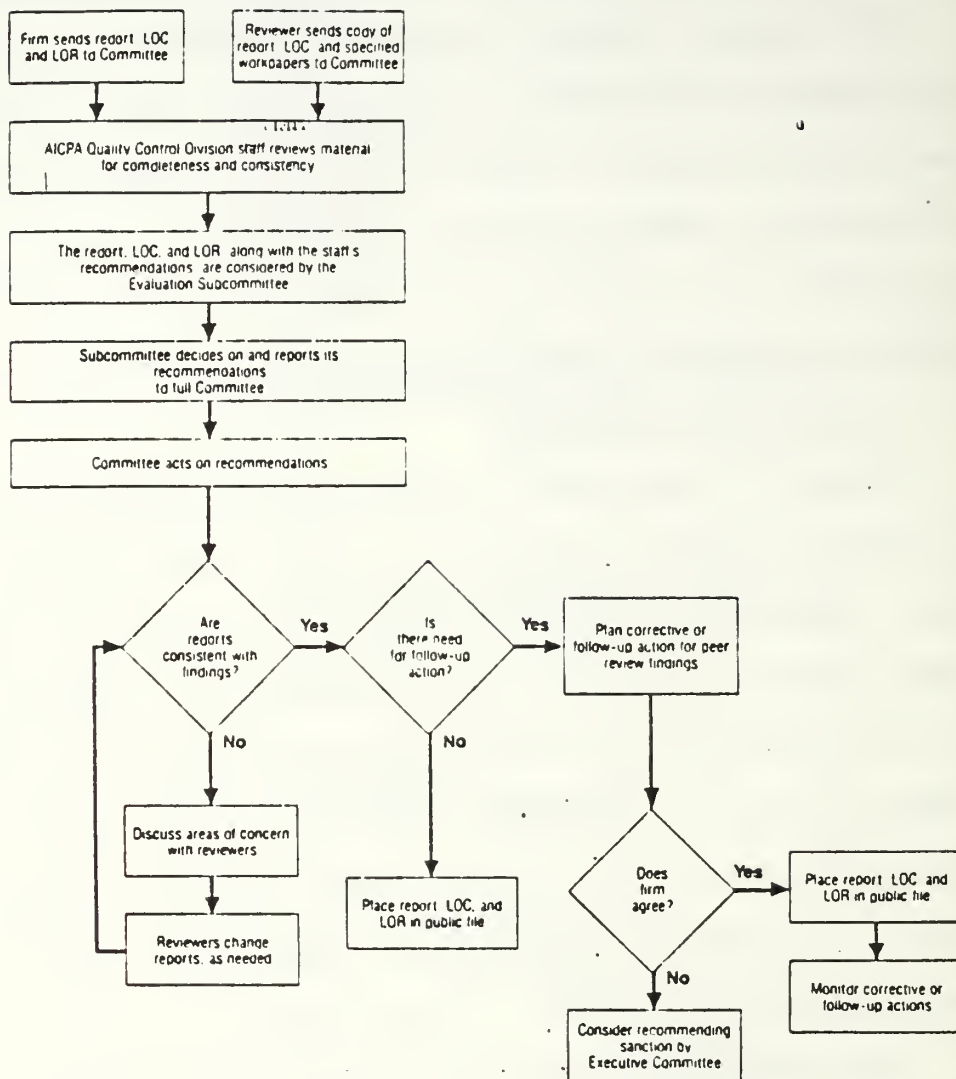 Firm sends report. LOC
and LOR to Committee
Reviewer sends copy of
report. LOC and specified
workpapers to Committee
AICPA Quality Control Division staff reviews material
for completeness and consistency
The report, LOC, and LOR along with the staff's
recommendations are considered by the
Evaluation Subcommittee
Subcommittee decides on and reports its
recommendations
to full Committee
Committee acts on recommendations
Are
reports
consistent with
findings?
Yes
Is
there need
for follow-up
action?
Yes
Plan corrective or
follow-up action for peer
review findings
No
No
Discuss areas of concern
with reviewers
Reviewers change
reports, as needed
Place report LOC, and
LOR in public file
Does
firm
agree?
Yes
Place report LOC, and
LOR in public file
No
Monitor corrective or
follow-up actions
Consider recommending
sanction by
Executive Committee